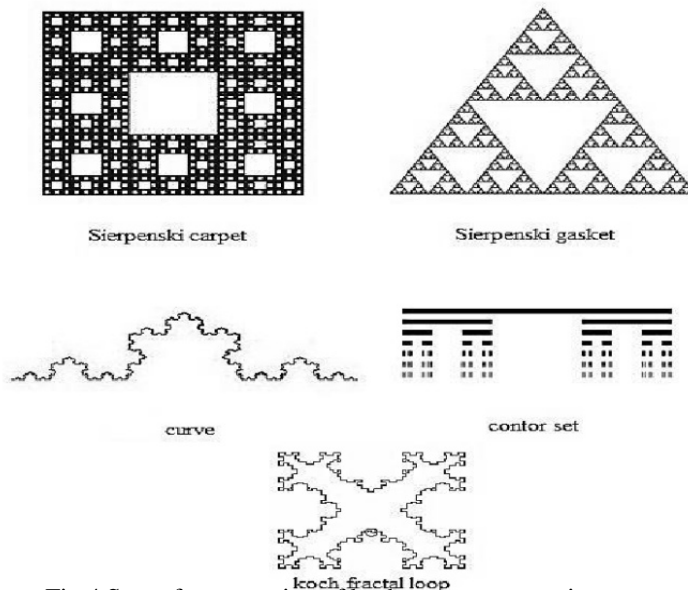 Sierpenski carpet
Sierpenski gasket
curve
contor set
koch fractal loop